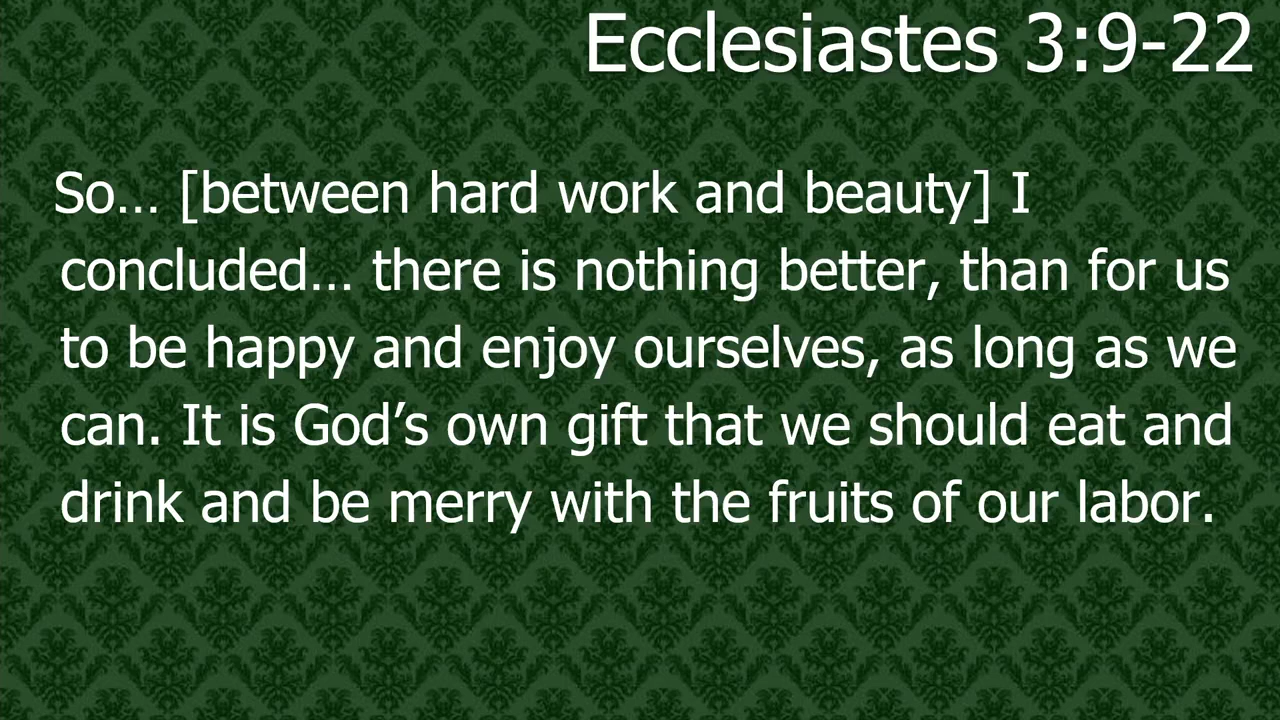 Ecclesiastes 3:9-22
So… [between hard work and beauty] I
concluded… there is nothing better, than for us
to be happy and enjoy ourselves, as long as we
can. It is God’s own gift that we should eat and
drink and be merry with the fruits of our labor.